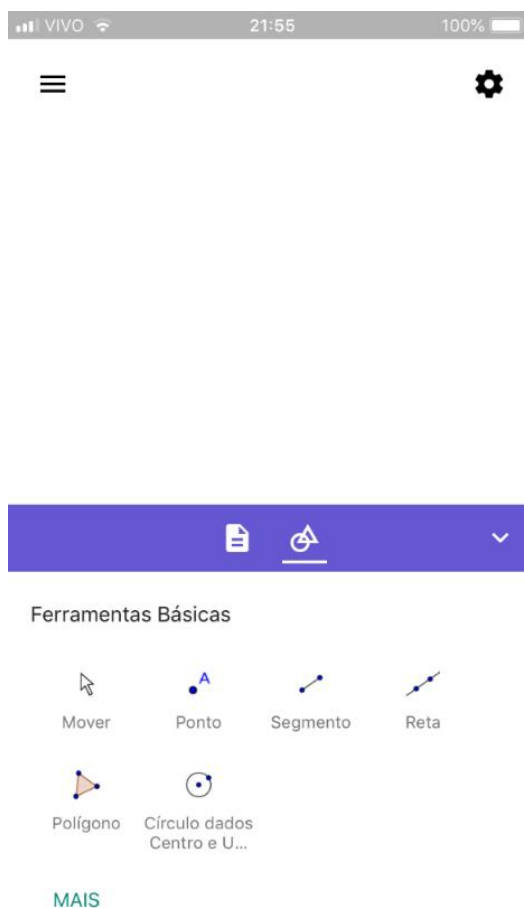 VIVO 21:55 100%
Ferramentas Básicas
A
Mover Ponto Segmento Reta
Polígono Círculo dados
Centro e U...
MAIS